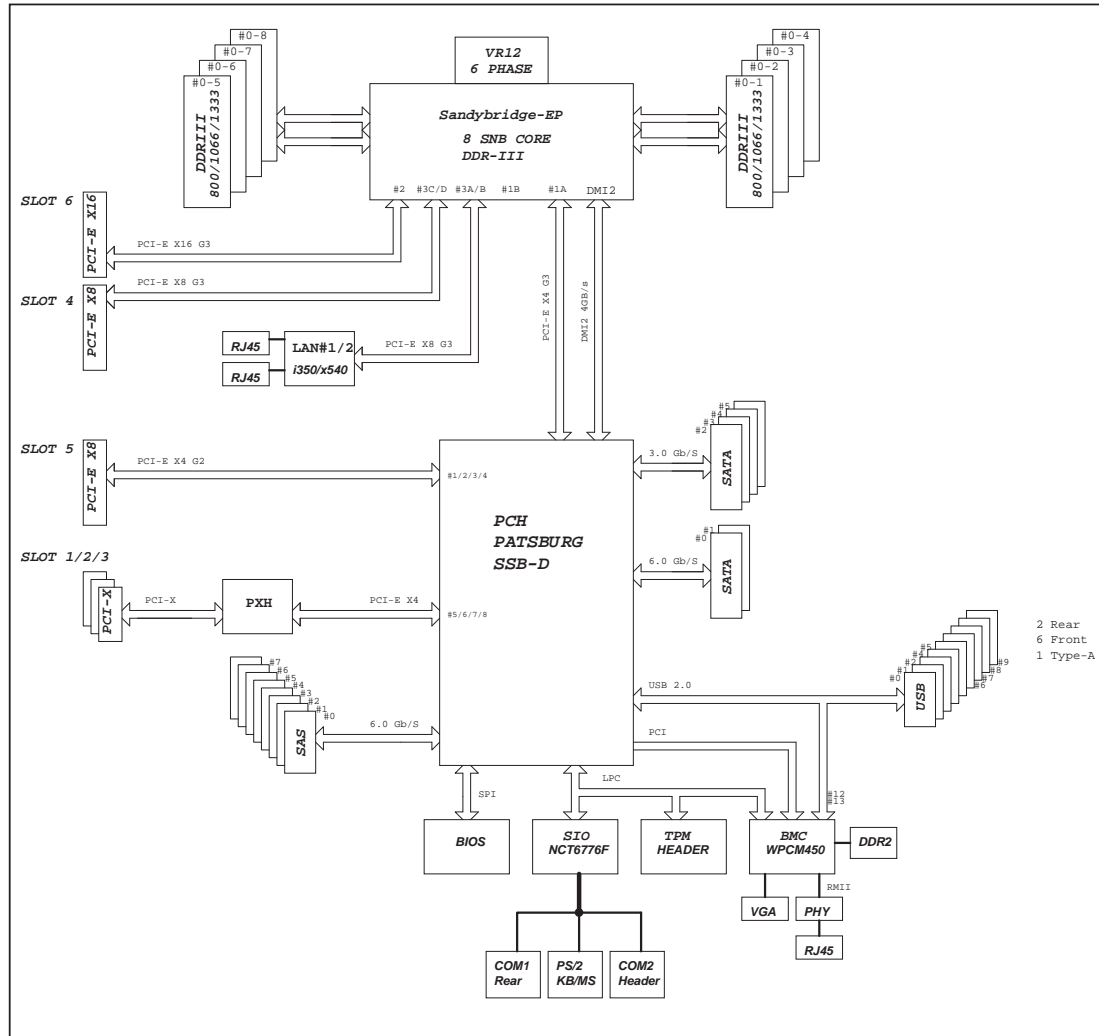 #0-8
#0-7
#0-6
#0-5
DDRIII
800/1066/1333
VR12
6 PHASE
Sandybridge-EP
8 SNB CORE
DDR-III
#2
#3C/D
#3A/B
#1B
#1A
DMI2
#0-4
#0-3
#0-2
#0-1
DDRIII
800/1066/1333
SLOT 6
PCI-E X16
PCI-E X16 G3
SLOT 4
PCI-E X8
PCI-E X8 G3
RJ45
RJ45
LAN#1/2
i350/x540
PCI-E X8 G3
PCI-E X4 G3
DMI2 4GB/s
SLOT 5
PCI-E X8
PCI-E X4 G2
#1/2/3/4
PCH
PATSBURG
SSB-D
3.0 Gb/S
#5
#4
#3
#2
SATA
6.0 Gb/S
#1
#0
SATA
SLOT 1/2/3
PCI-X
PCI-X
PXH
PCI-E X4
#5/6/7/8
#7
#6
#5
#4
#3
#2
#1
#0
SAS
6.0 Gb/S
USB 2.0
#5
#4
#2
#1
#0
USB
#9
#8
#7
#6
2 Rear
6 Front
1 Type-A
PCI
LPC
SPI
#12
#13
BIOS
SIO
NCT6776F
TPM
HEADER
BMC
WPCM450
DDR2
RMII
VGA
PHY
RJ45
COM1
Rear
PS/2
KB/MS
COM2
Header